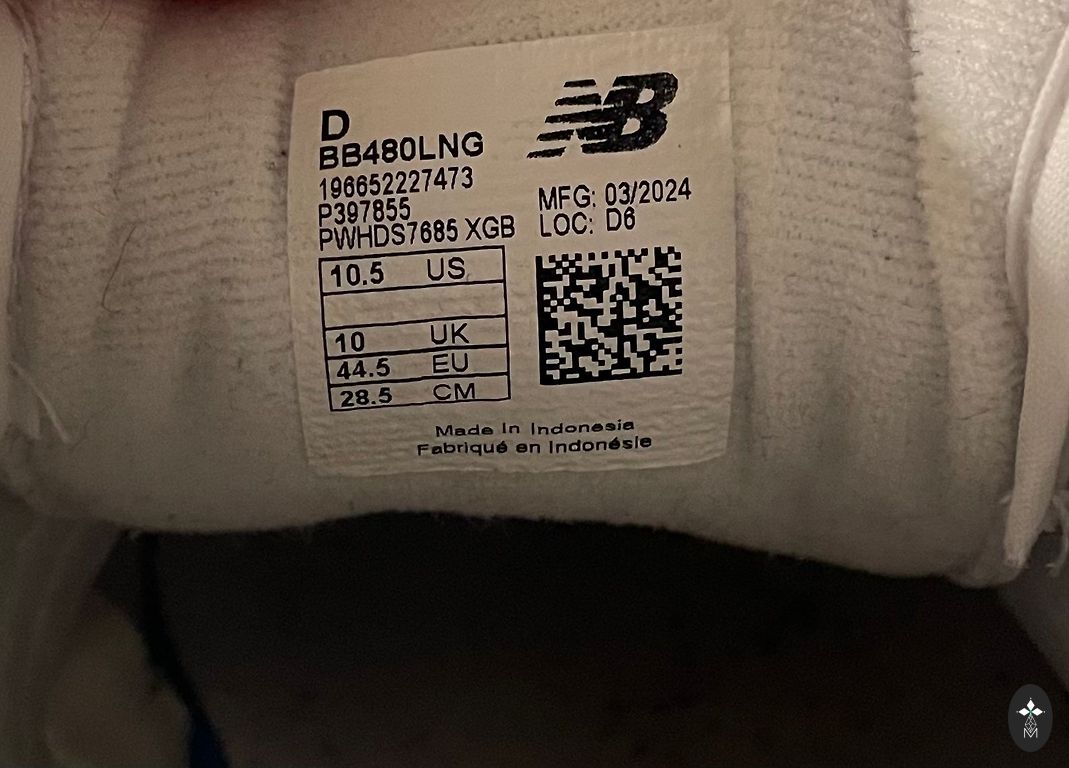 D
BB480LNG
196652227473
P397855
PWHDS7685 XGB
NB
MFG: 03/2024
LOC: D6
10.5 US
10 UK
44.5 EU
28.5 CM
Made In Indonesia
Fabriqué en Indonésie
M